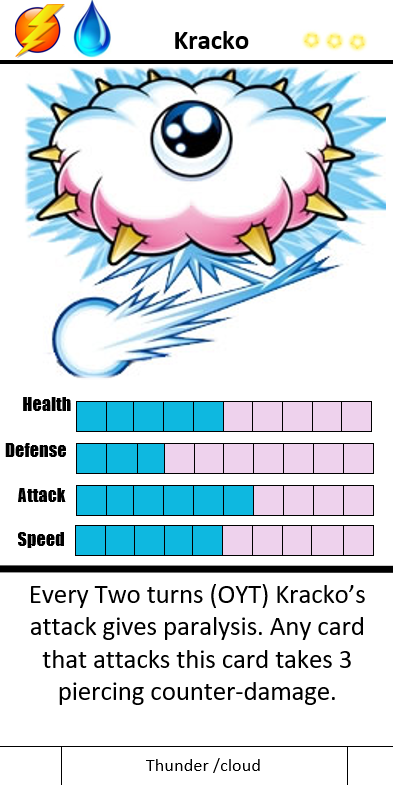 Kracko
Health
Defense
Attack
Speed
Every Two turns (OYT) Kracko’s
attack gives paralysis. Any card
that attacks this card takes 3
piercing counter-damage.
Thunder /cloud